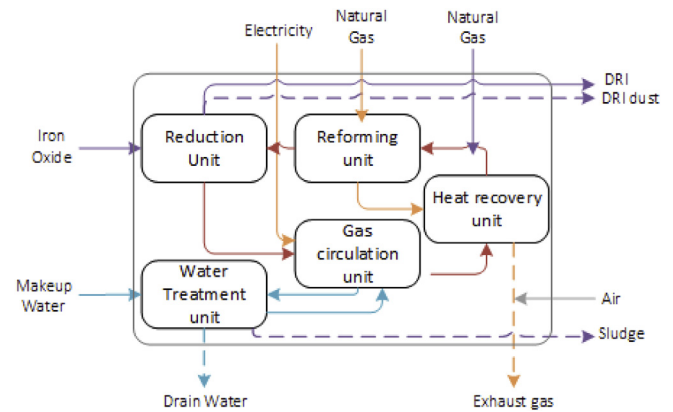 Electricity
Natural
Gas
Natural
Gas
DRI
DRI dust
Iron
Oxide
Reduction
Unit
Reforming
unit
Heat recovery
unit
Gas
circulation
unit
Water
Treatment
unit
Makeup
Water
Air
Sludge
Drain Water
Exhaust gas